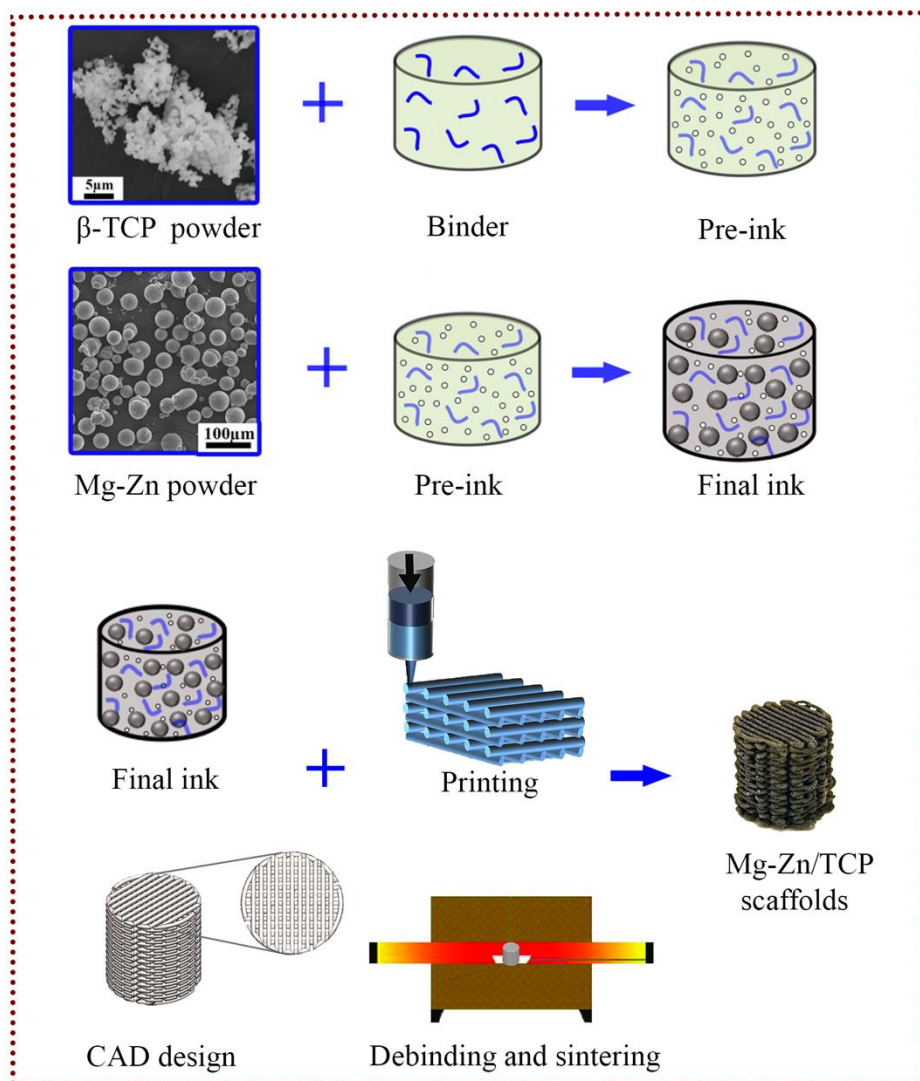 5μm
β-TCP powder
Binder
Pre-ink
100μm
Mg-Zn powder
Pre-ink
Final ink
Final ink
Printing
Mg-Zn/TCP
scaffolds
CAD design
Debinding and sintering